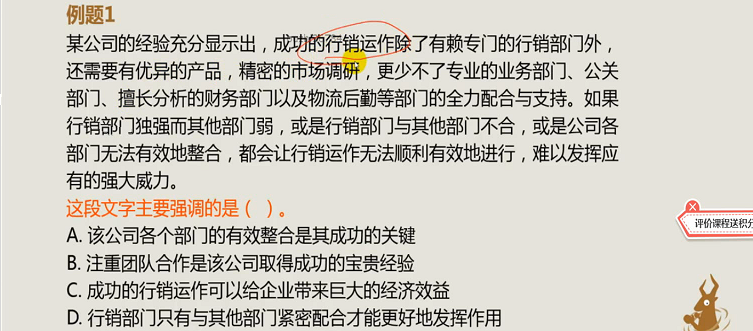 例题1
某公司的经验充分显示出，成功的行销运作除了有赖专门的行销部门外，
还需要有优异的产品，精密的市场调研，更少不了专业的业务部门、公关
部门、擅长分析的财务部门以及物流后勤等部门的全力配合与支持。如果
行销部门独强而其他部门弱，或是行销部门与其他部门不合，或是公司各
部门无法有效地整合，都会让行销运作无法顺利有效地进行，难以发挥应
有的强大威力。
这段文字主要强调的是（ ）。
A. 该公司各个部门的有效整合是其成功的关键
B. 注重团队合作是该公司取得成功的宝贵经验
C. 成功的行销运作可以给企业带来巨大的经济效益
D. 行销部门只有与其他部门紧密配合才能更好地发挥作用
评价课程送积分